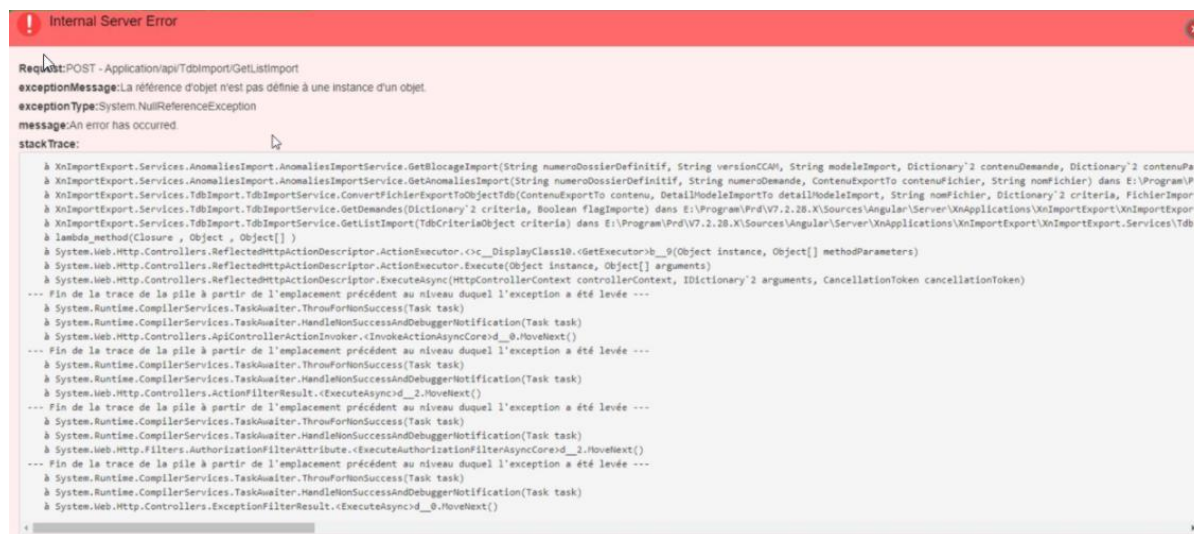 Internal Server Error
Request:POST - Application/api/TdbImport/GetListImport
exceptionMessage:La référence d'objet n'est pas définie à une instance d'un objet.
exceptionType:System.NullReferenceException
message:An error has occurred.
stackTrace:
à XnImportExport.Services.AnomaliesImport.AnomaliesImportService.GetBlocageImport(String numeroDossierDefinitif, String versionCCAM, String modeleImport, Dictionary`2 contenuDemande, Dictionary`2 contenuPa
à XnImportExport.Services.AnomaliesImport.AnomaliesImportService.GetAnomaliesImport(String numeroDossierDefinitif, String numeroDemande, ContenuExportTo contenuFichier, String nomFichier) dans E:\Program\P
à XnImportExport.Services.TdbImport.TdbImportService.ConvertFichierExportToObjectTdb(ContenuExportTo contenu, DetailModeleImportTo detailModeleImport, String nomFichier, Dictionary`2 criteria, FichierImpor
à XnImportExport.Services.TdbImport.TdbImportService.GetDemandes(Dictionary`2 criteria, Boolean flagImporte) dans E:\Program\Prd\V7.2.28.X\Sources\Angular\Server\XnApplications\XnImportExport\XnImportExpor
à XnImportExport.Services.TdbImport.TdbImportService.GetListImport(TdbCriteriaObject criteria) dans E:\Program\Prd\V7.2.28.X\Sources\Angular\Server\XnApplications\XnImportExport\XnImportExport.Services\Tdb
à lambda_method(Closure , Object , Object[] )
à System.Web.Http.Controllers.ReflectedHttpActionDescriptor.ActionExecutor.<>c__DisplayClass10.<GetExecutor>b__9(Object instance, Object[] methodParameters)
à System.Web.Http.Controllers.ReflectedHttpActionDescriptor.ActionExecutor.Execute(Object instance, Object[] arguments)
à System.Web.Http.Controllers.ReflectedHttpActionDescriptor.ExecuteAsync(HttpControllerContext controllerContext, IDictionary`2 arguments, CancellationToken cancellationToken)
--- Fin de la trace de la pile à partir de l'emplacement précédent au niveau duquel l'exception a été levée ---
à System.Runtime.CompilerServices.TaskAwaiter.ThrowForNonSuccess(Task task)
à System.Runtime.CompilerServices.TaskAwaiter.HandleNonSuccessAndDebuggerNotification(Task task)
à System.Web.Http.Controllers.ApiControllerActionInvoker.<InvokeActionAsyncCore>d__0.MoveNext()
--- Fin de la trace de la pile à partir de l'emplacement précédent au niveau duquel l'exception a été levée ---
à System.Runtime.CompilerServices.TaskAwaiter.ThrowForNonSuccess(Task task)
à System.Runtime.CompilerServices.TaskAwaiter.HandleNonSuccessAndDebuggerNotification(Task task)
à System.Web.Http.Controllers.ActionFilterResult.<ExecuteAsync>d__2.MoveNext()
--- Fin de la trace de la pile à partir de l'emplacement précédent au niveau duquel l'exception a été levée ---
à System.Runtime.CompilerServices.TaskAwaiter.ThrowForNonSuccess(Task task)
à System.Runtime.CompilerServices.TaskAwaiter.HandleNonSuccessAndDebuggerNotification(Task task)
à System.Web.Http.Filters.AuthorizationFilterAttribute.<ExecuteAuthorizationFilterAsyncCore>d__2.MoveNext()
--- Fin de la trace de la pile à partir de l'emplacement précédent au niveau duquel l'exception a été levée ---
à System.Runtime.CompilerServices.TaskAwaiter.ThrowForNonSuccess(Task task)
à System.Runtime.CompilerServices.TaskAwaiter.HandleNonSuccessAndDebuggerNotification(Task task)
à System.Web.Http.Controllers.ExceptionFilterResult.<ExecuteAsync>d__0.MoveNext()